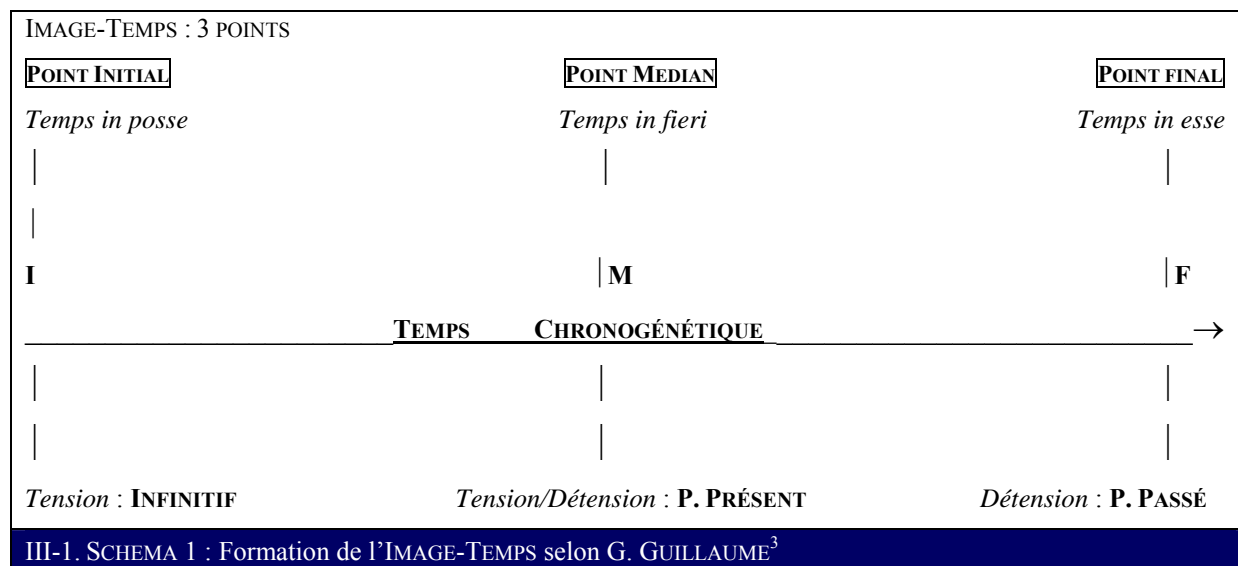 IMAGE-TEMPS : 3 POINTS
POINT INITIAL POINT MEDIAN POINT FINAL
Temps in posse Temps in fieri Temps in esse
I M F
TEMPS CHRONOGÉNÉTIQUE →
Tension : INFINITIF Tension/Détension : P. PRÉSENT Détension : P. PASSÉ
III-1. SCHEMA 1 : Formation de l'IMAGE-TEMPS selon G. GUILLAUME3